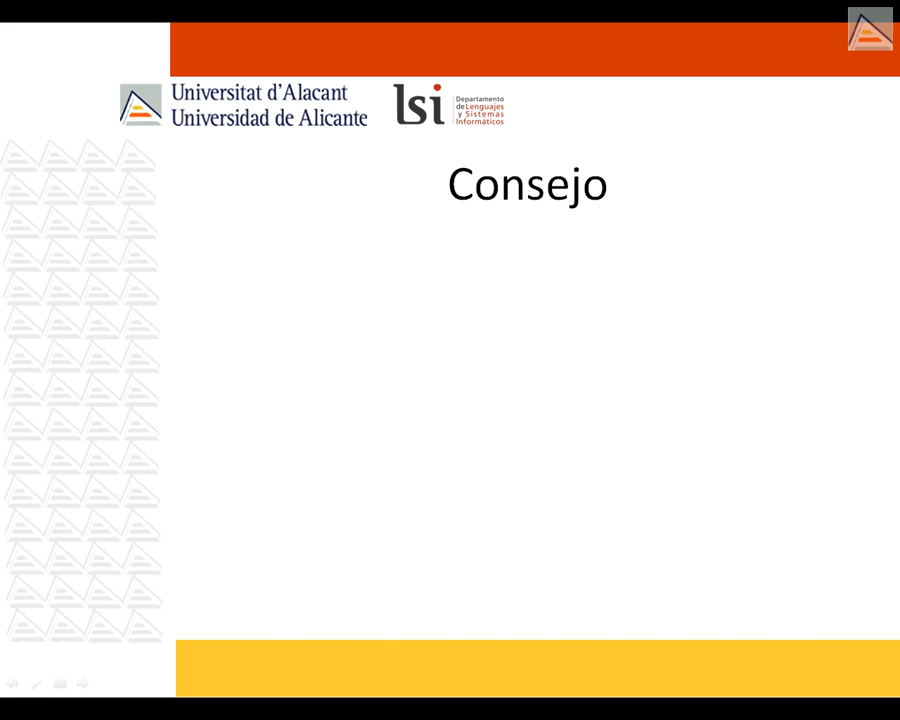 Universitat d'Alacant
Universidad de Alicante
lsi
Departamento
de Lenguajes
y Sistemas
Informáticos
Consejo